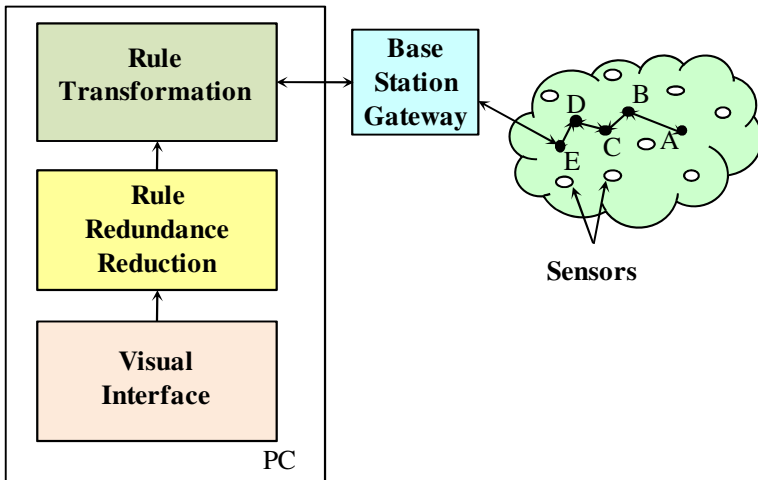 Rule
Transformation
Rule
Redundance
Reduction
Visual
Interface
PC
Base
Station
Gateway
B
D
C
A
E
Sensors